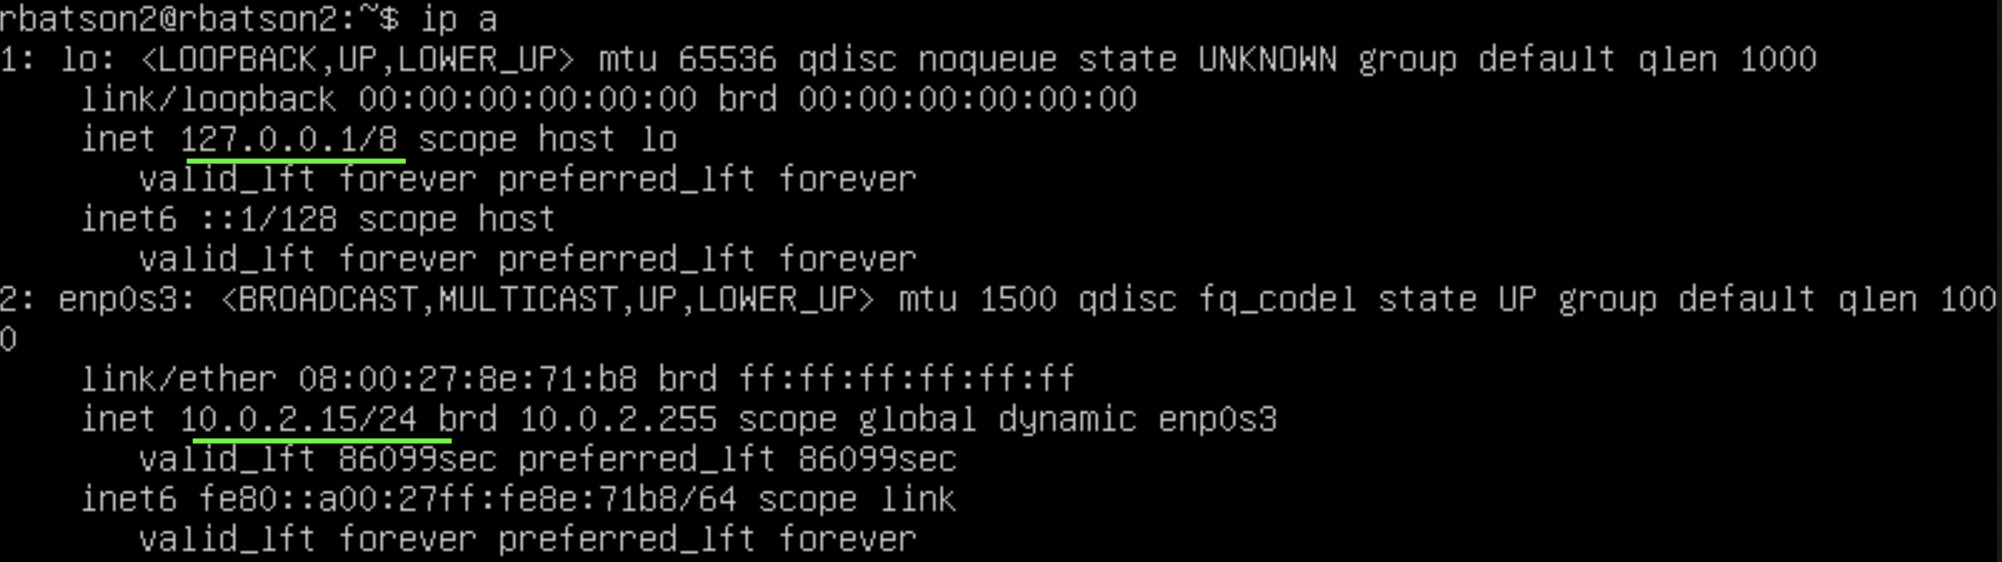 rbatson2@rbatson2:~$ ip a
1: lo: <LOOPBACK,UP,LOWER_UP> mtu 65536 qdisc noqueue state UNKNOWN group default qlen 1000
link/loopback 00:00:00:00:00:00 brd 00:00:00:00:00:00
inet 127.0.0.1/8 scope host lo
valid_lft forever preferred_lft forever
inet6 ::1/128 scope host
valid_lft forever preferred_lft forever
2: enp0s3: <BROADCAST,MULTICAST,UP,LOWER_UP> mtu 1500 qdisc fq_codel state UP group default qlen 100
0
link/ether 08:00:27:8e:71:b8 brd ff:ff:ff:ff:ff:ff
inet 10.0.2.15/24 brd 10.0.2.255 scope global dynamic enp0s3
valid_lft 86099sec preferred_lft 86099sec
inet6 fe80::a00:27ff:fe8e:71b8/64 scope link
valid_lft forever preferred_lft forever